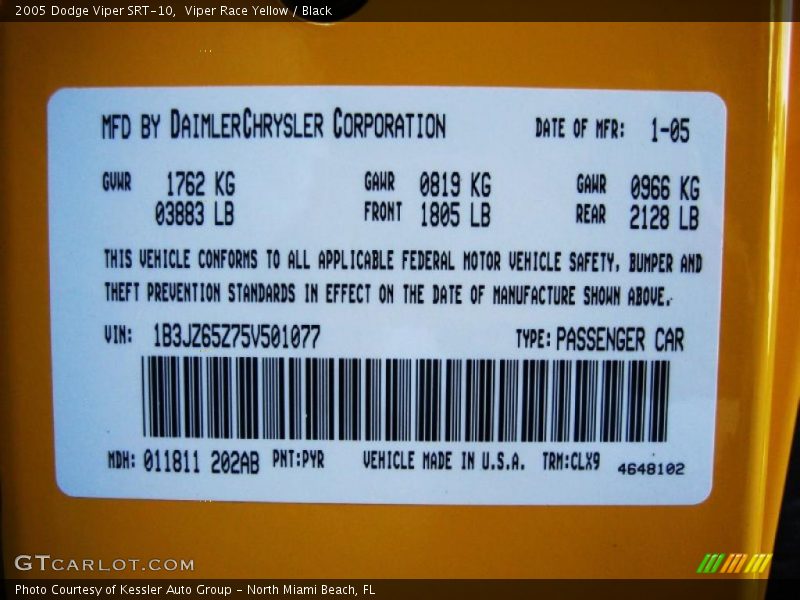 2005 Dodge Viper SRT-10,  Viper Race Yellow / Black
MFD BY DAIMLERCHRYSLER CORPORATION DATE OF MFR: 1-05
GVWR 1762 KG GAWR 0819 KG GAWR 0966 KG
03883 LB FRONT 1805 LB REAR 2128 LB
THIS VEHICLE CONFORMS TO ALL APPLICABLE FEDERAL MOTOR VEHICLE SAFETY, BUMPER AND
THEFT PREVENTION STANDARDS IN EFFECT ON THE DATE OF MANUFACTURE SHOWN ABOVE.
VIN: 1B3JZ65Z75V501077 TYPE: PASSENGER CAR
MDH: 011811 202AB PNT:PYR VEHICLE MADE IN U.S.A. TRM:CLX9 4648102
GTCARLOT.COM
Photo Courtesy of Kessler Auto Group - North Miami Beach, FL